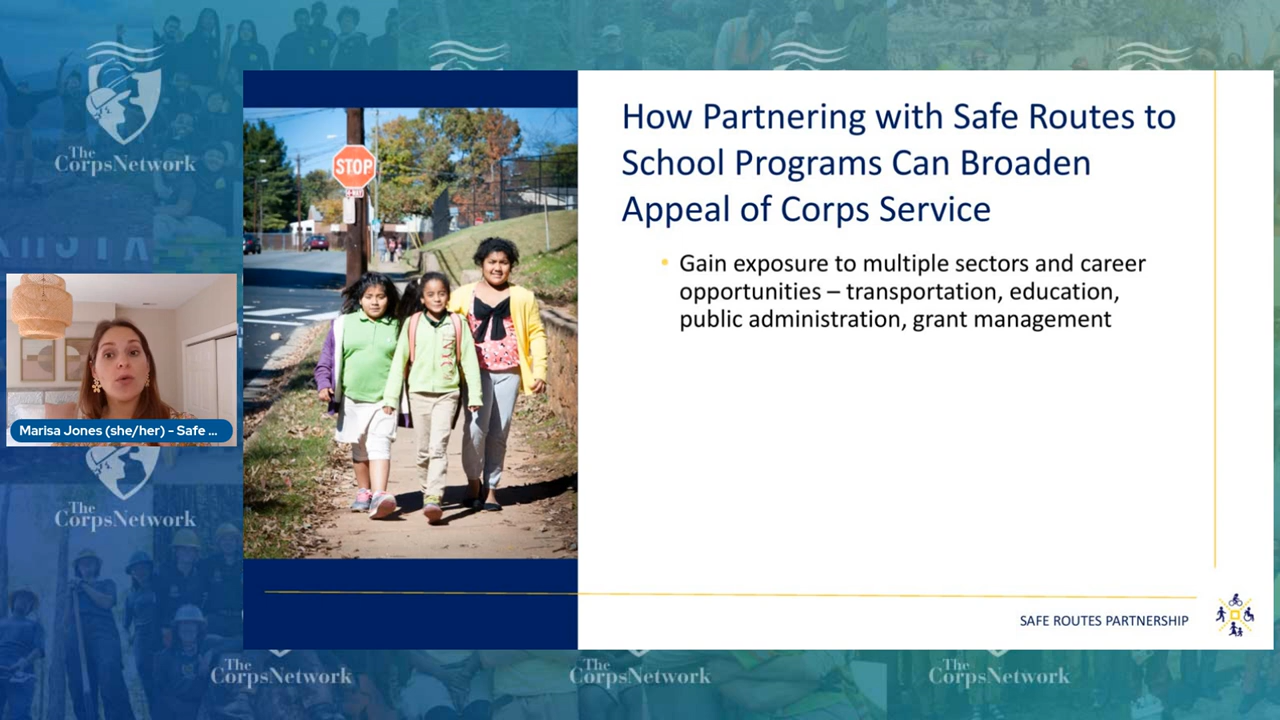 The
CorpsNetwork
How Partnering with Safe Routes to
School Programs Can Broaden
Appeal of Corps Service
STOP
• Gain exposure to multiple sectors and career
opportunities – transportation, education,
public administration, grant management
Marisa Jones (she/her) - Safe ...
The
CorpsNetwork
SAFE ROUTES PARTNERSHIP
The
CorpsNetwork
The
CorpsNetwork
The
CorpsNetwork